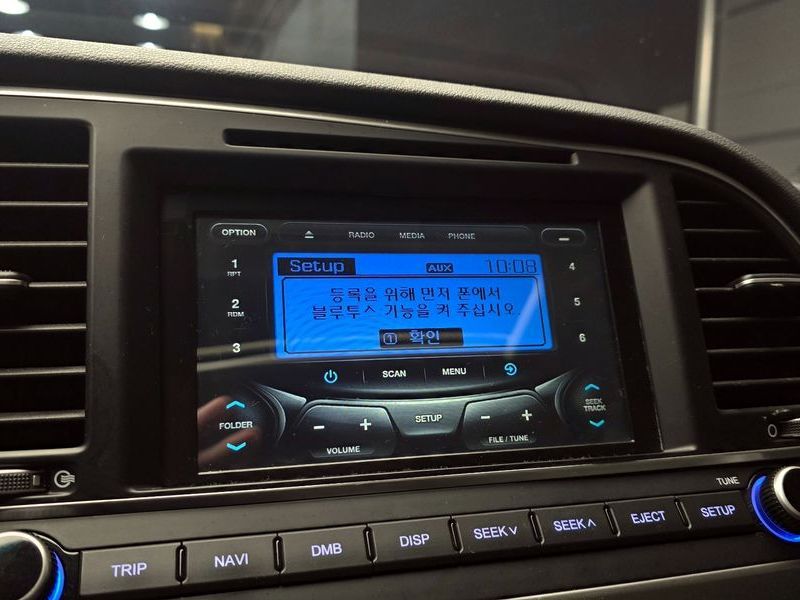 OPTION
RADIO
MEDIA
PHONE
1
RPT
2
RDM
3
Setup
AUX
10:08
등록을 위해 먼저 폰에서
블루투스 기능을 켜 주십시오
1 확인
4
5
6
SCAN
MENU
FOLDER
VOLUME
SETUP
FILE / TUNE
SEEK
TRACK
TUNE
TRIP
NAVI
DMB
DISP
SEEK ∨
SEEK ∧
EJECT
SETUP
0